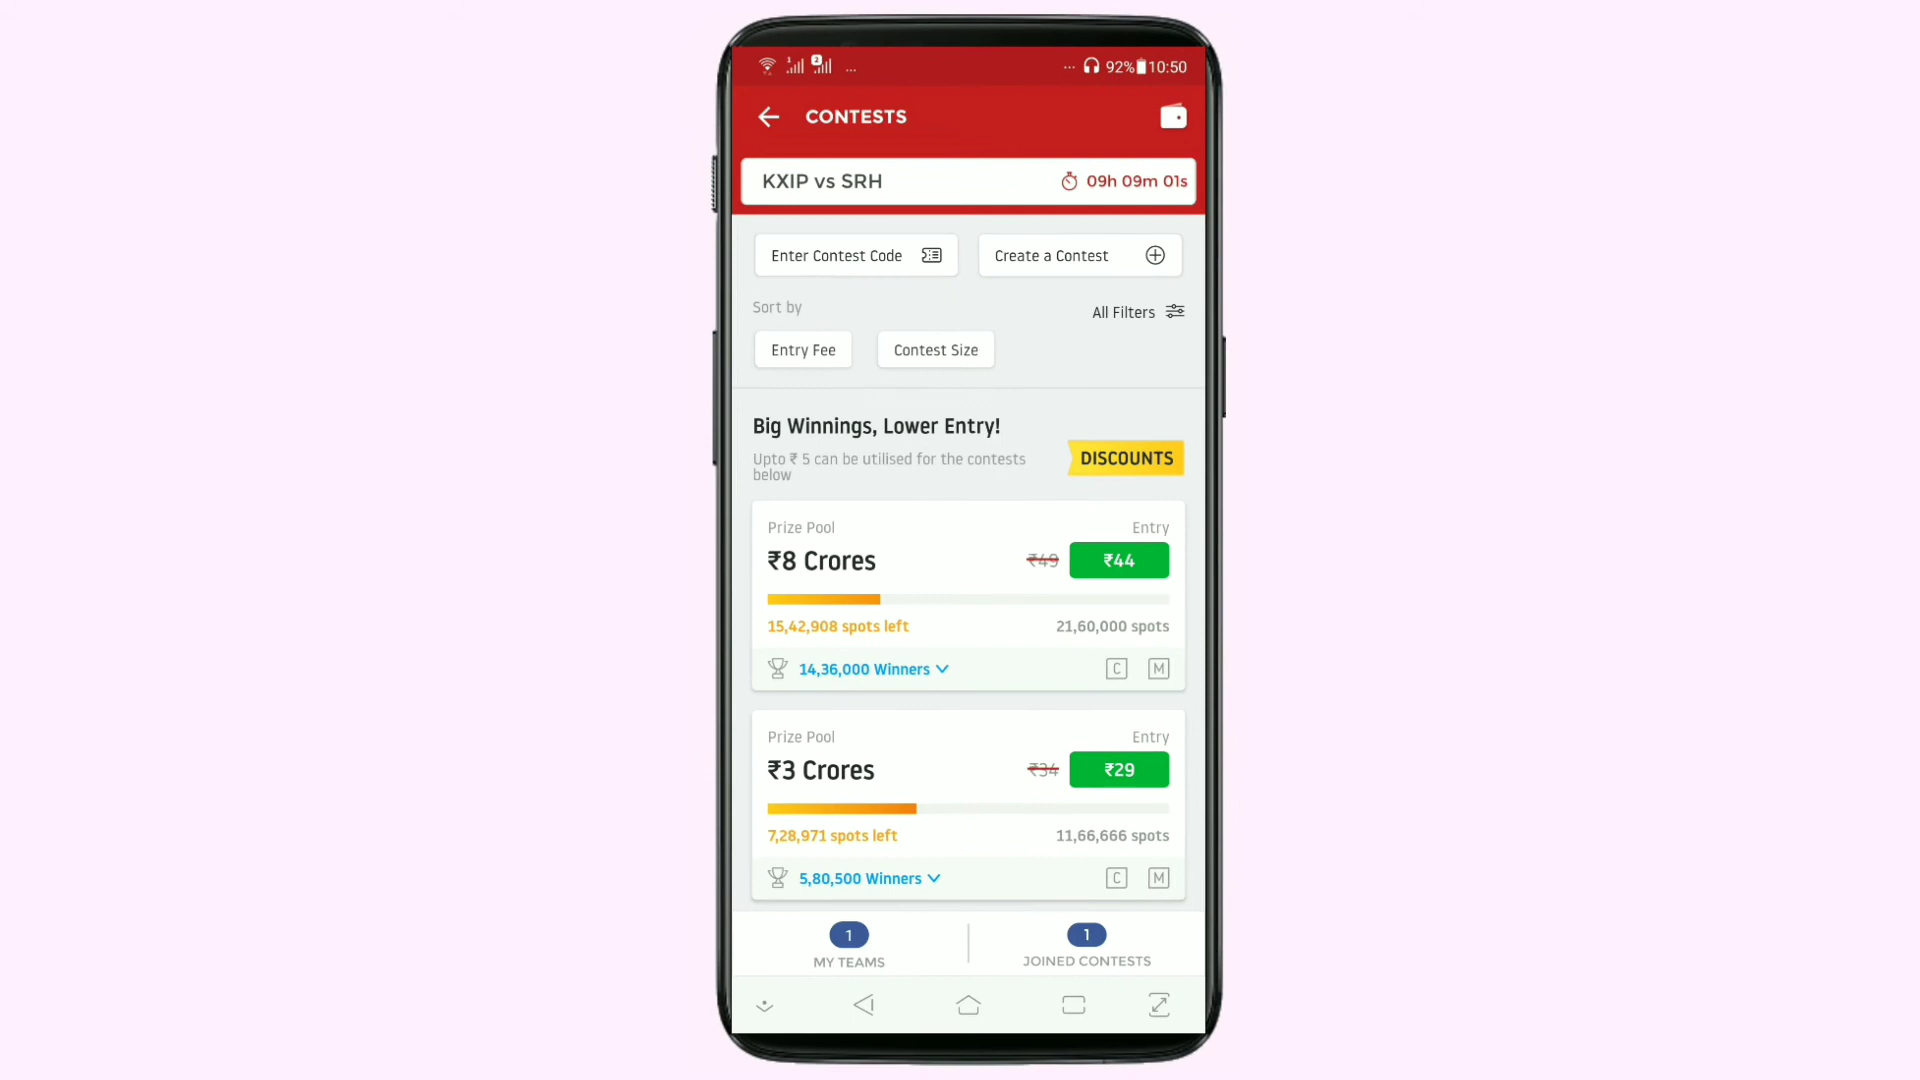 1 2 ... ... 92% 10:50
CONTESTS
KXIP vs SRH 09h 09m 01s
Enter Contest Code Create a Contest
Sort by All Filters
Entry Fee Contest Size
Big Winnings, Lower Entry!
Upto ₹ 5 can be utilised for the contests
below
DISCOUNTS
Prize Pool Entry
₹8 Crores ₹49 ₹44
15,42,908 spots left 21,60,000 spots
14,36,000 Winners C M
Prize Pool Entry
₹3 Crores ₹34 ₹29
7,28,971 spots left 11,66,666 spots
5,80,500 Winners C M
1 1
MY TEAMS JOINED CONTESTS